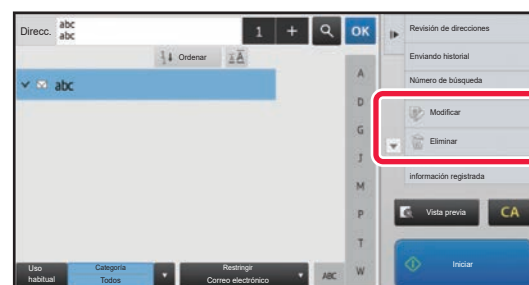 Direcc.
abc
abc
1
+
OK
Ordenar
abc
A
D
G
J
M
P
T
W
Uso
habitual
Categoría
Todos
Restringir
Correo electrónico
ABC
Revisión de direcciones
Enviando historial
Número de búsqueda
Modificar
Eliminar
información registrada
Vista previa
CA
Iniciar